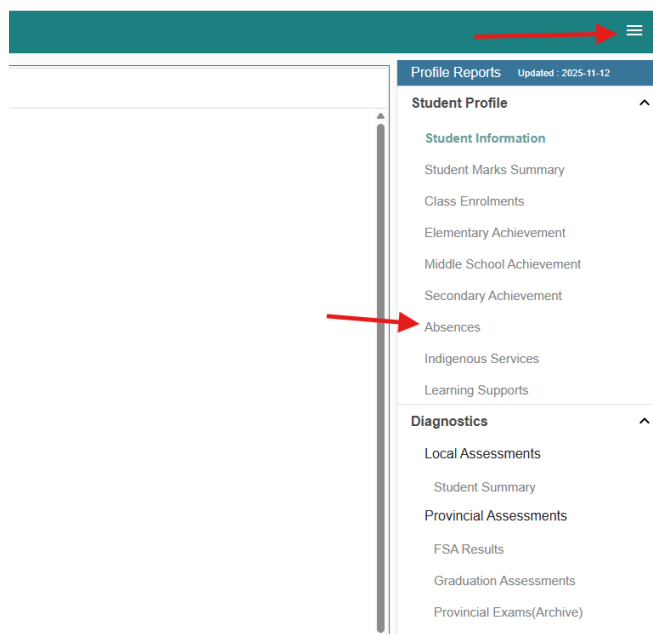 Profile Reports Updated : 2025-11-12
Student Profile
Student Information
Student Marks Summary
Class Enrolments
Elementary Achievement
Middle School Achievement
Secondary Achievement
Absences
Indigenous Services
Learning Supports
Diagnostics
Local Assessments
Student Summary
Provincial Assessments
FSA Results
Graduation Assessments
Provincial Exams(Archive)